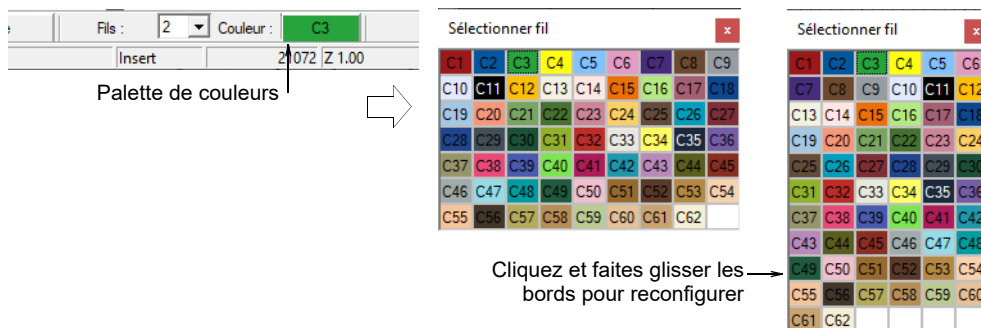 Fils : 2 Couleur : C3
Insert 21072 Z 1.00
Palette de couleurs
Sélectionner fil x
C1 C2 C3 C4 C5 C6 C7 C8 C9
C10 C11 C12 C13 C14 C15 C16 C17 C18
C19 C20 C21 C22 C23 C24 C25 C26 C27
C28 C29 C30 C31 C32 C33 C34 C35 C36
C37 C38 C39 C40 C41 C42 C43 C44 C45
C46 C47 C48 C49 C50 C51 C52 C53 C54
C55 C56 C57 C58 C59 C60 C61 C62
Cliquez et faites glisser les
bords pour reconfigurer
Sélectionner fil x
C1 C2 C3 C4 C5 C6
C7 C8 C9 C10 C11 C12
C13 C14 C15 C16 C17 C18
C19 C20 C21 C22 C23 C24
C25 C26 C27 C28 C29 C30
C31 C32 C33 C34 C35 C36
C37 C38 C39 C40 C41 C42
C43 C44 C45 C46 C47 C48
C49 C50 C51 C52 C53 C54
C55 C56 C57 C58 C59 C60
C61 C62